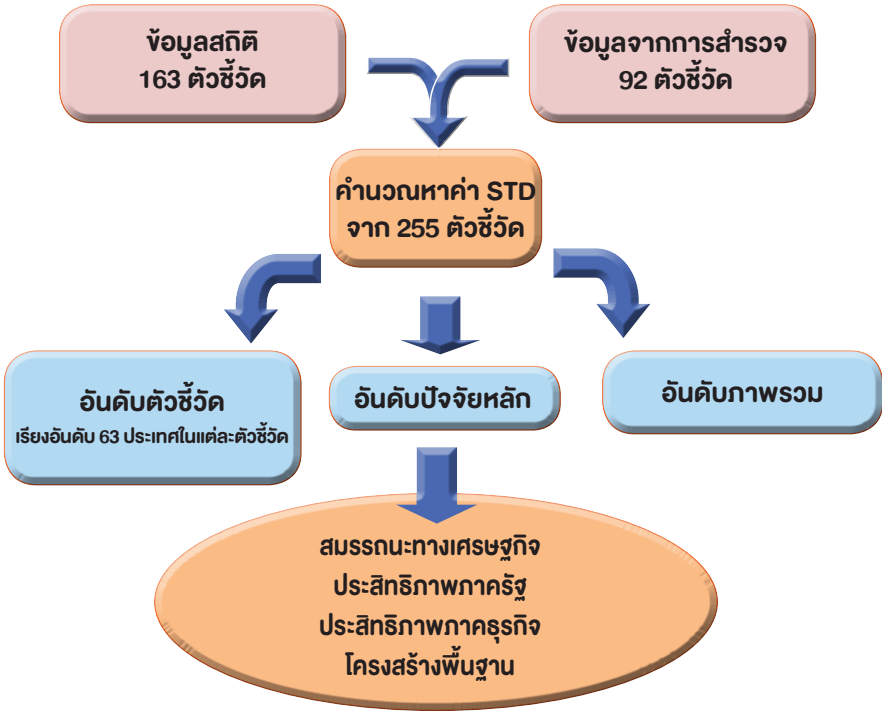 ข้อมูลสถิติ
163 ตัวชี้วัด
ข้อมูลจากการสำรวจ
92 ตัวชี้วัด
คำนวณหาค่า STD
จาก 255 ตัวชี้วัด
อันดับตัวชี้วัด
เรียงอันดับ 63 ประเทศในแต่ละตัวชี้วัด
อันดับปัจจัยหลัก
อันดับภาพรวม
สมรรถนะทางเศรษฐกิจ
ประสิทธิภาพภาครัฐ
ประสิทธิภาพภาคธุรกิจ
โครงสร้างพื้นฐาน